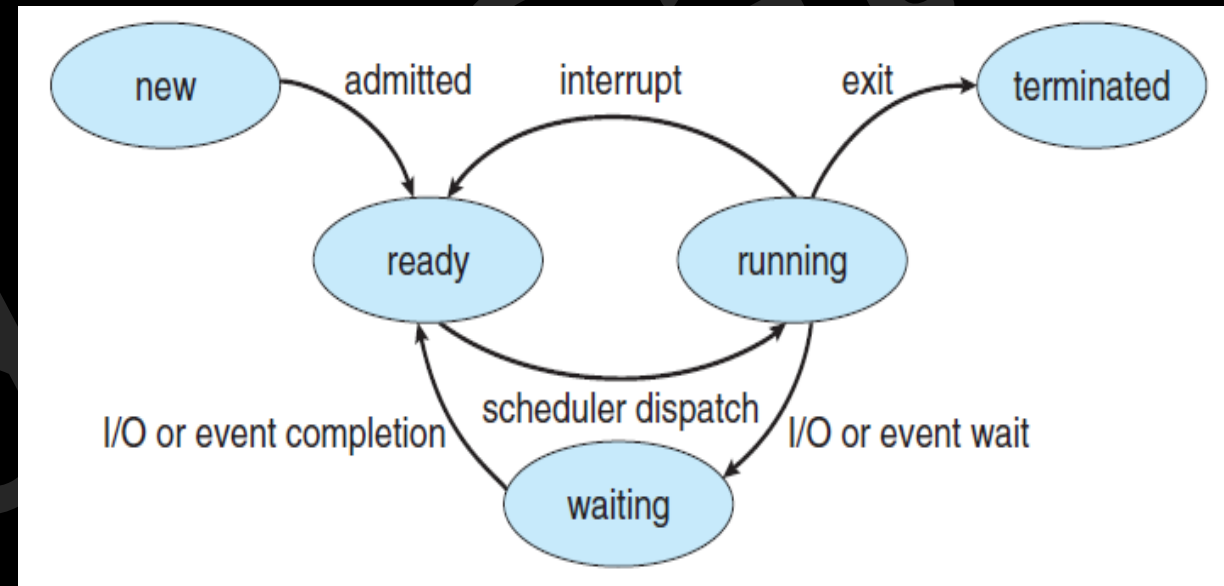 new
admitted
interrupt
exit
terminated
ready
running
scheduler dispatch
I/O or event completion
I/O or event wait
waiting